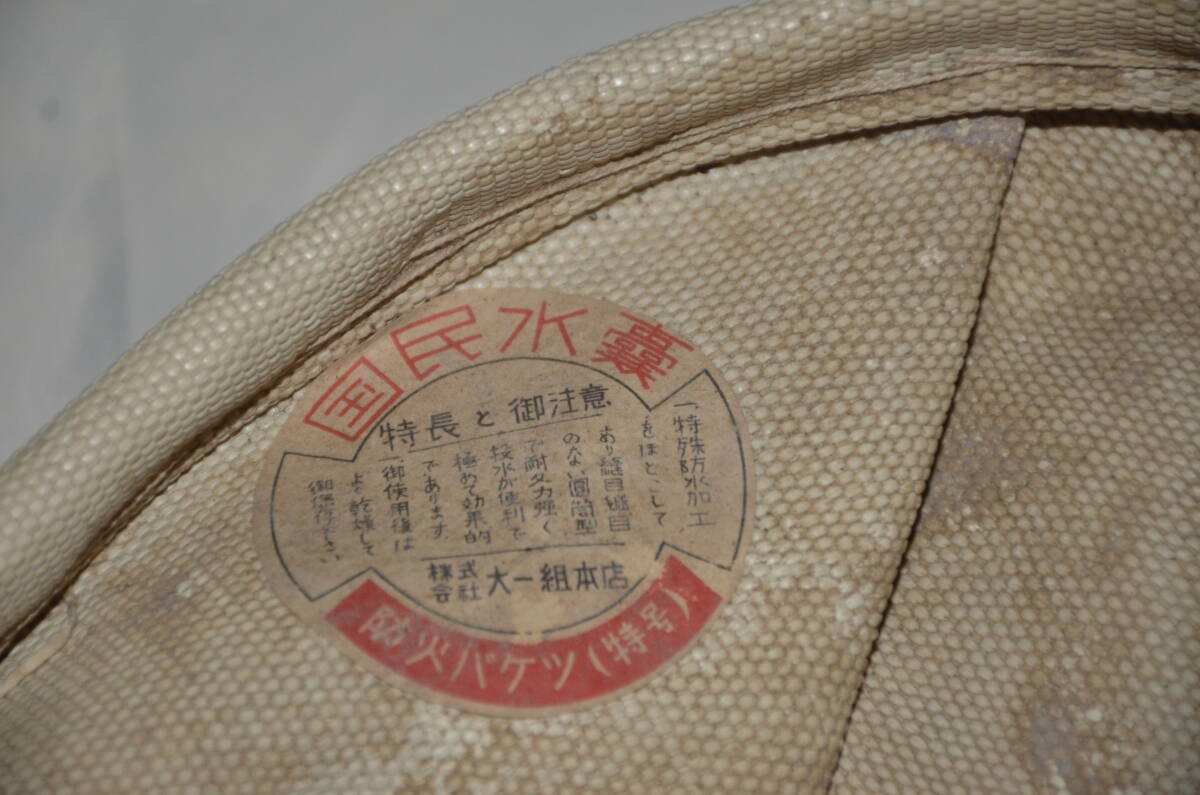 国民水嚢
特長と御注意
一特殊防水加工
をほどこして
あり縫目継目
のない圓筒型
で耐久力強く
投水が便利で
極めて効果的
であります
一御使用後は
よく乾燥して
御保存下さい
株式会社 大一組本店
防火バケツ(特号)